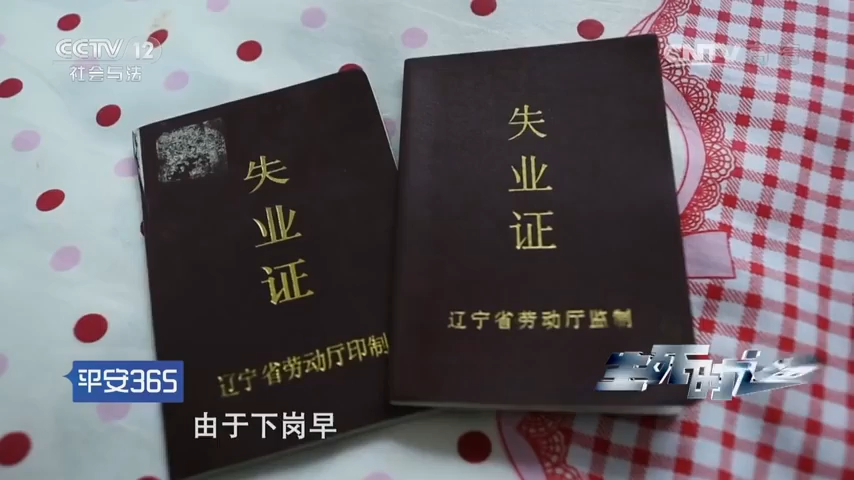 CCTV 12
社会与法
CNTV 高清
失业证
辽宁省劳动厅印制
失业证
辽宁省劳动厅监制
平安365
由于下岗早